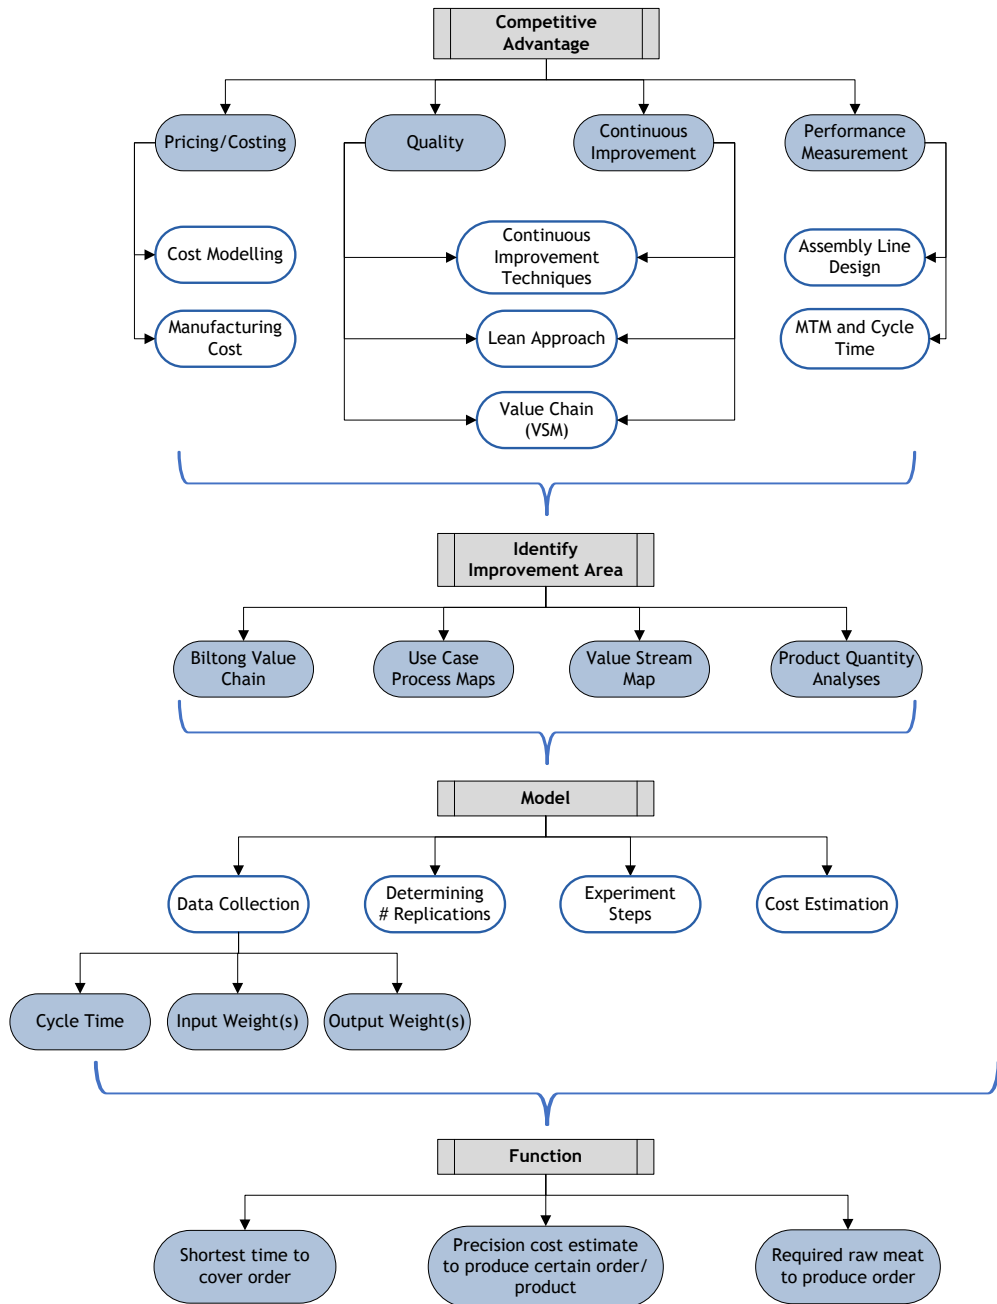 Competitive
Advantage
Pricing/Costing
Quality
Continuous
Improvement
Performance
Measurement
Cost Modelling
Continuous
Improvement
Techniques
Assembly Line
Design
Manufacturing
Cost
Lean Approach
MTM and Cycle
Time
Value Chain
(VSM)
Identify
Improvement Area
Biltong Value
Chain
Use Case
Process Maps
Value Stream
Map
Product Quantity
Analyses
Model
Data Collection
Determining
# Replications
Experiment
Steps
Cost Estimation
Cycle Time
Input Weight(s)
Output Weight(s)
Function
Shortest time to
cover order
Precision cost estimate
to produce certain order/
product
Required raw meat
to produce order